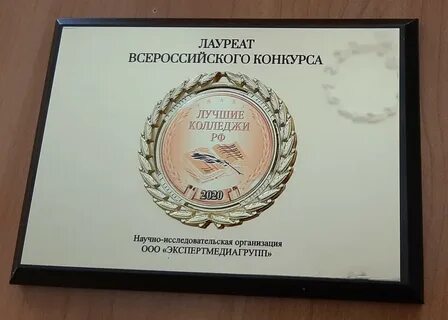 ЛАУРЕАТ
ВСЕРОССИЙСКОГО КОНКУРСА
ЛУЧШИЕ
КОЛЛЕДЖИ
РФ
2020
Научно-исследовательская организация
ООО «ЭКСПЕРТМЕДИАГРУПП»